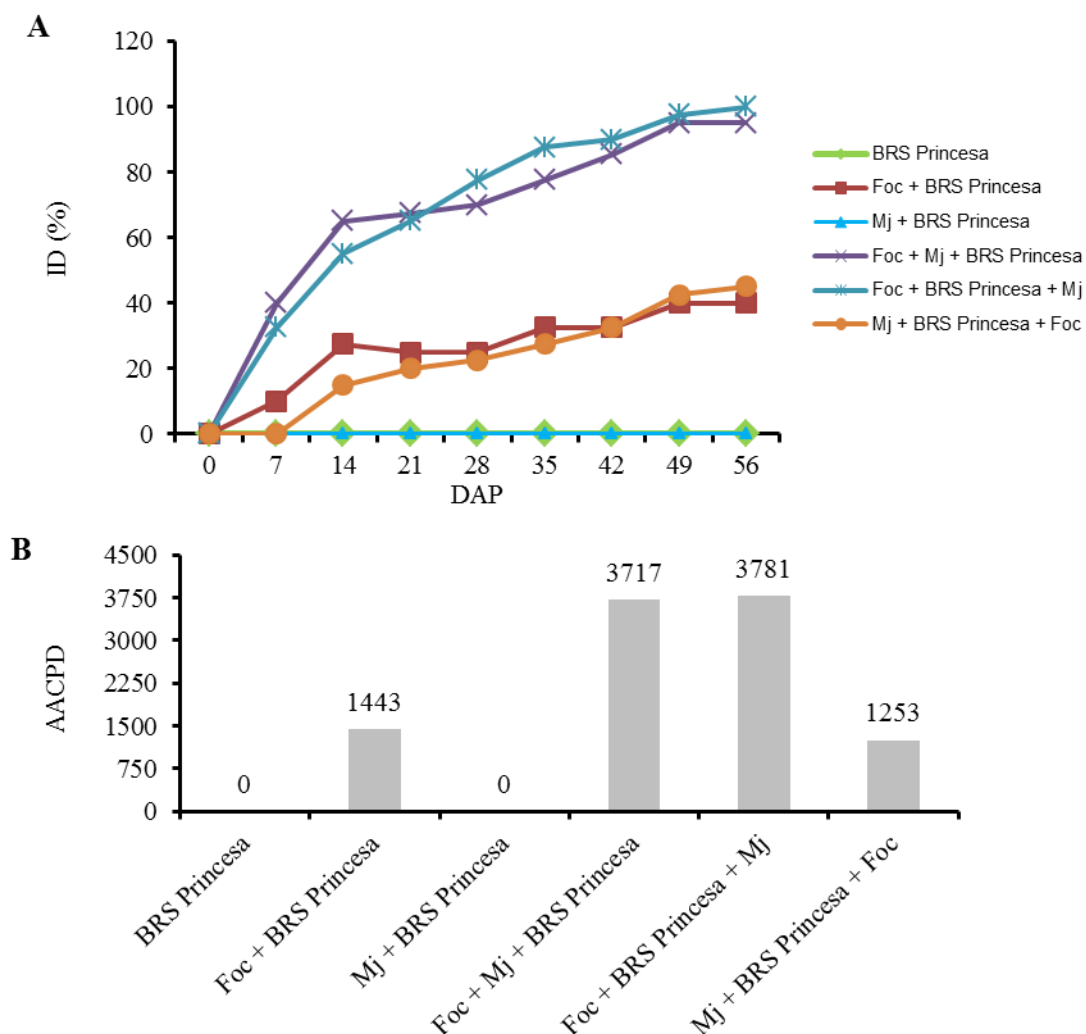 A
120
100
80
60
40
20
0
ID (%)
0 7 14 21 28 35 42 49 56
DAP
BRS Princesa
Foc + BRS Princesa
Mj + BRS Princesa
Foc + Mj + BRS Princesa
Foc + BRS Princesa + Mj
Mj + BRS Princesa + Foc
B
4500
3750
3000
2250
1500
750
0
AACPD
0
1443
0
3717
3781
1253
BRS Princesa
Foc + BRS Princesa
Mj + BRS Princesa
Foc + Mj + BRS Princesa
Foc + BRS Princesa + Mj
Mj + BRS Princesa + Foc